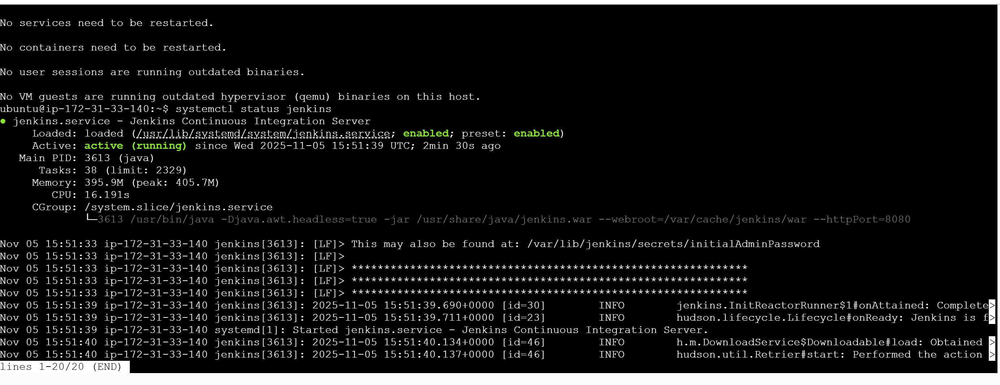 No services need to be restarted.
No containers need to be restarted.
No user sessions are running outdated binaries.
No VM guests are running outdated hypervisor (qemu) binaries on this host.
ubuntu@ip-172-31-33-140:~$ systemctl status jenkins
● jenkins.service - Jenkins Continuous Integration Server
     Loaded: loaded (/usr/lib/systemd/system/jenkins.service; enabled; preset: enabled)
     Active: active (running) since Wed 2025-11-05 15:51:39 UTC; 2min 30s ago
   Main PID: 3613 (java)
      Tasks: 38 (limit: 2329)
     Memory: 395.9M (peak: 405.7M)
        CPU: 16.191s
     CGroup: /system.slice/jenkins.service
             └─3613 /usr/bin/java -Djava.awt.headless=true -jar /usr/share/java/jenkins.war --webroot=/var/cache/jenkins/war --httpPort=8080
Nov 05 15:51:33 ip-172-31-33-140 jenkins[3613]: [LF]> This may also be found at: /var/lib/jenkins/secrets/initialAdminPassword
Nov 05 15:51:33 ip-172-31-33-140 jenkins[3613]: [LF]>
Nov 05 15:51:33 ip-172-31-33-140 jenkins[3613]: [LF]> *************************************************************
Nov 05 15:51:33 ip-172-31-33-140 jenkins[3613]: [LF]> *************************************************************
Nov 05 15:51:33 ip-172-31-33-140 jenkins[3613]: [LF]> *************************************************************
Nov 05 15:51:39 ip-172-31-33-140 jenkins[3613]: 2025-11-05 15:51:39.690+0000 [id=30]        INFO        jenkins.InitReactorRunner$1#onAttained: Complete>
Nov 05 15:51:39 ip-172-31-33-140 jenkins[3613]: 2025-11-05 15:51:39.711+0000 [id=23]        INFO        hudson.lifecycle.Lifecycle#onReady: Jenkins is f>
Nov 05 15:51:39 ip-172-31-33-140 systemd[1]: Started jenkins.service - Jenkins Continuous Integration Server.
Nov 05 15:51:40 ip-172-31-33-140 jenkins[3613]: 2025-11-05 15:51:40.134+0000 [id=46]        INFO        h.m.DownloadService$Downloadable#load: Obtained >
Nov 05 15:51:40 ip-172-31-33-140 jenkins[3613]: 2025-11-05 15:51:40.137+0000 [id=46]        INFO        hudson.util.Retrier#start: Performed the action >
lines 1-20/20 (END)